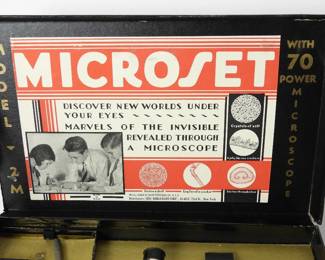 MICROSET
MODEL 2M
WITH 70 POWER MICROSCOPE
DISCOVER NEW WORLDS UNDER
YOUR EYES
MARVELS OF THE INVISIBLE
REVEALED THROUGH
A MICROSCOPE